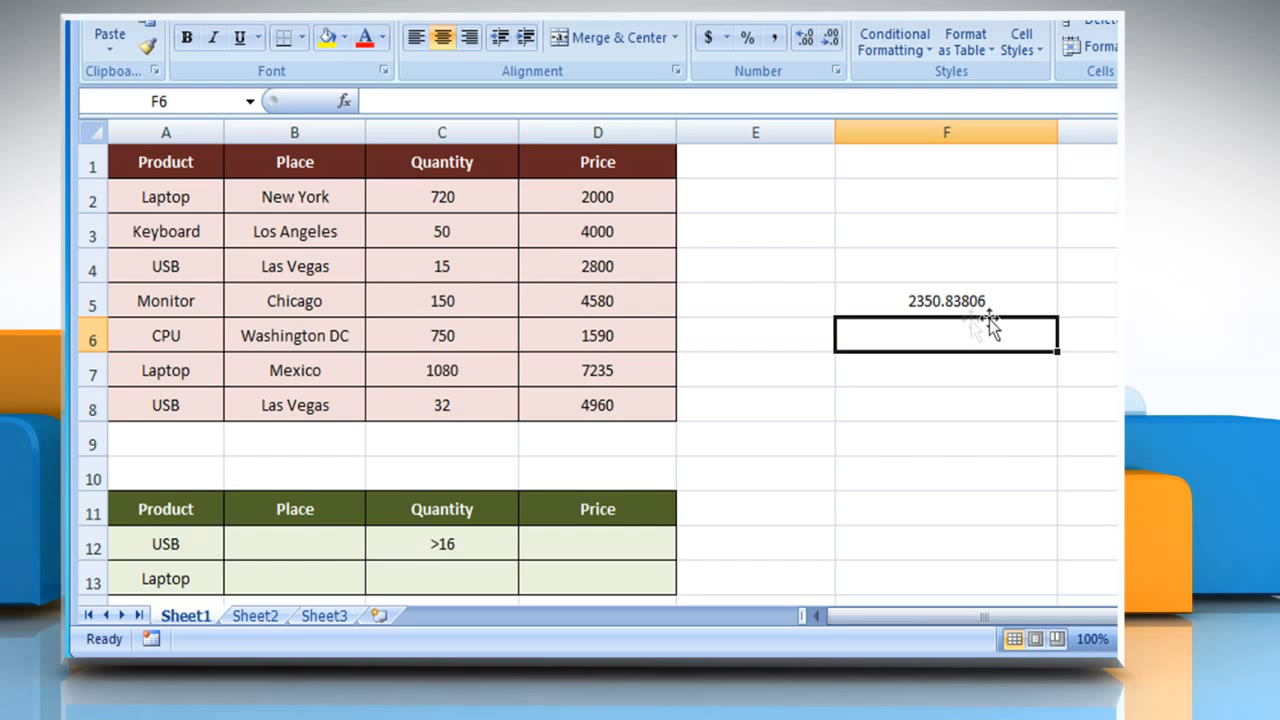 Paste
B I U
Merge & Center
$ % , .00 .00
Conditional Formatting
Format as Table
Cell Styles
Forma
Clipboa...
Font
Alignment
Number
Styles
Cells
F6
fx
A B C D E F
1 Product Place Quantity Price
2 Laptop New York 720 2000
3 Keyboard Los Angeles 50 4000
4 USB Las Vegas 15 2800
5 Monitor Chicago 150 4580 2350.83806
6 CPU Washington DC 750 1590
7 Laptop Mexico 1080 7235
8 USB Las Vegas 32 4960
9
10
11 Product Place Quantity Price
12 USB >16
13 Laptop
Sheet1 Sheet2 Sheet3
Ready 100%